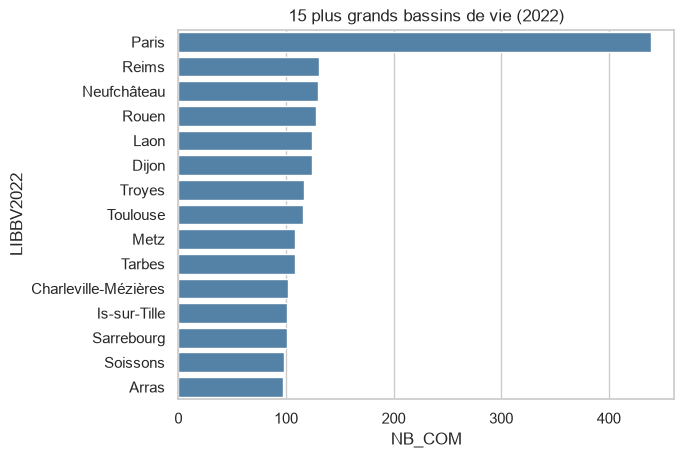 15 plus grands bassins de vie (2022)
LIBBV2022
Paris
Reims
Neufchâteau
Rouen
Laon
Dijon
Troyes
Toulouse
Metz
Tarbes
Charleville-Mézières
Is-sur-Tille
Sarrebourg
Soissons
Arras
0 100 200 300 400
NB_COM